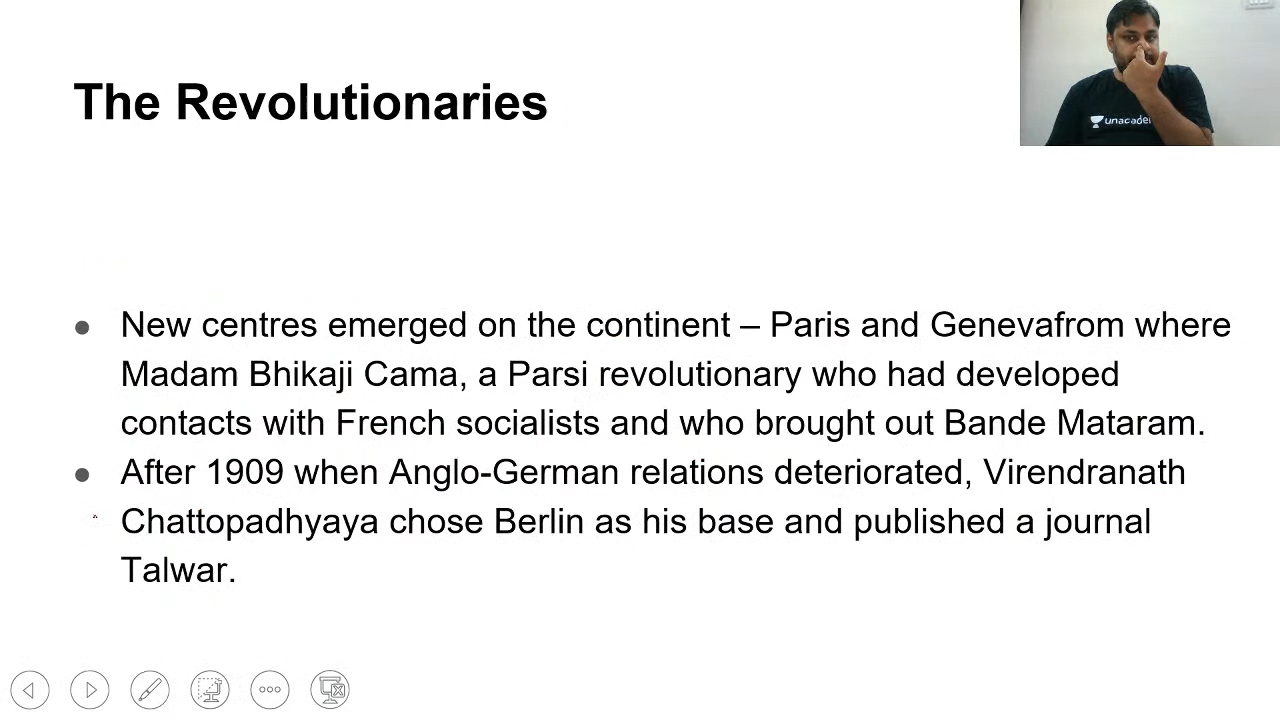 The Revolutionaries
unacade
New centres emerged on the continent – Paris and Genevafrom where
Madam Bhikaji Cama, a Parsi revolutionary who had developed
contacts with French socialists and who brought out Bande Mataram.
After 1909 when Anglo-German relations deteriorated, Virendranath
Chattopadhyaya chose Berlin as his base and published a journal
Talwar.